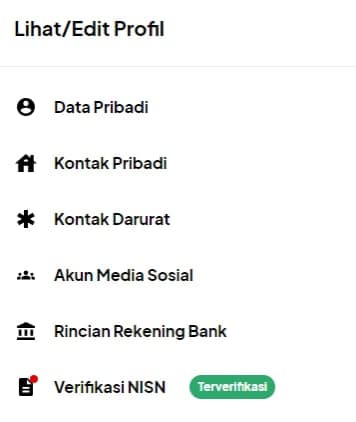 Lihat/Edit Profil
Data Pribadi
Kontak Pribadi
Kontak Darurat
Akun Media Sosial
Rincian Rekening Bank
Verifikasi NISN Terverifikasi